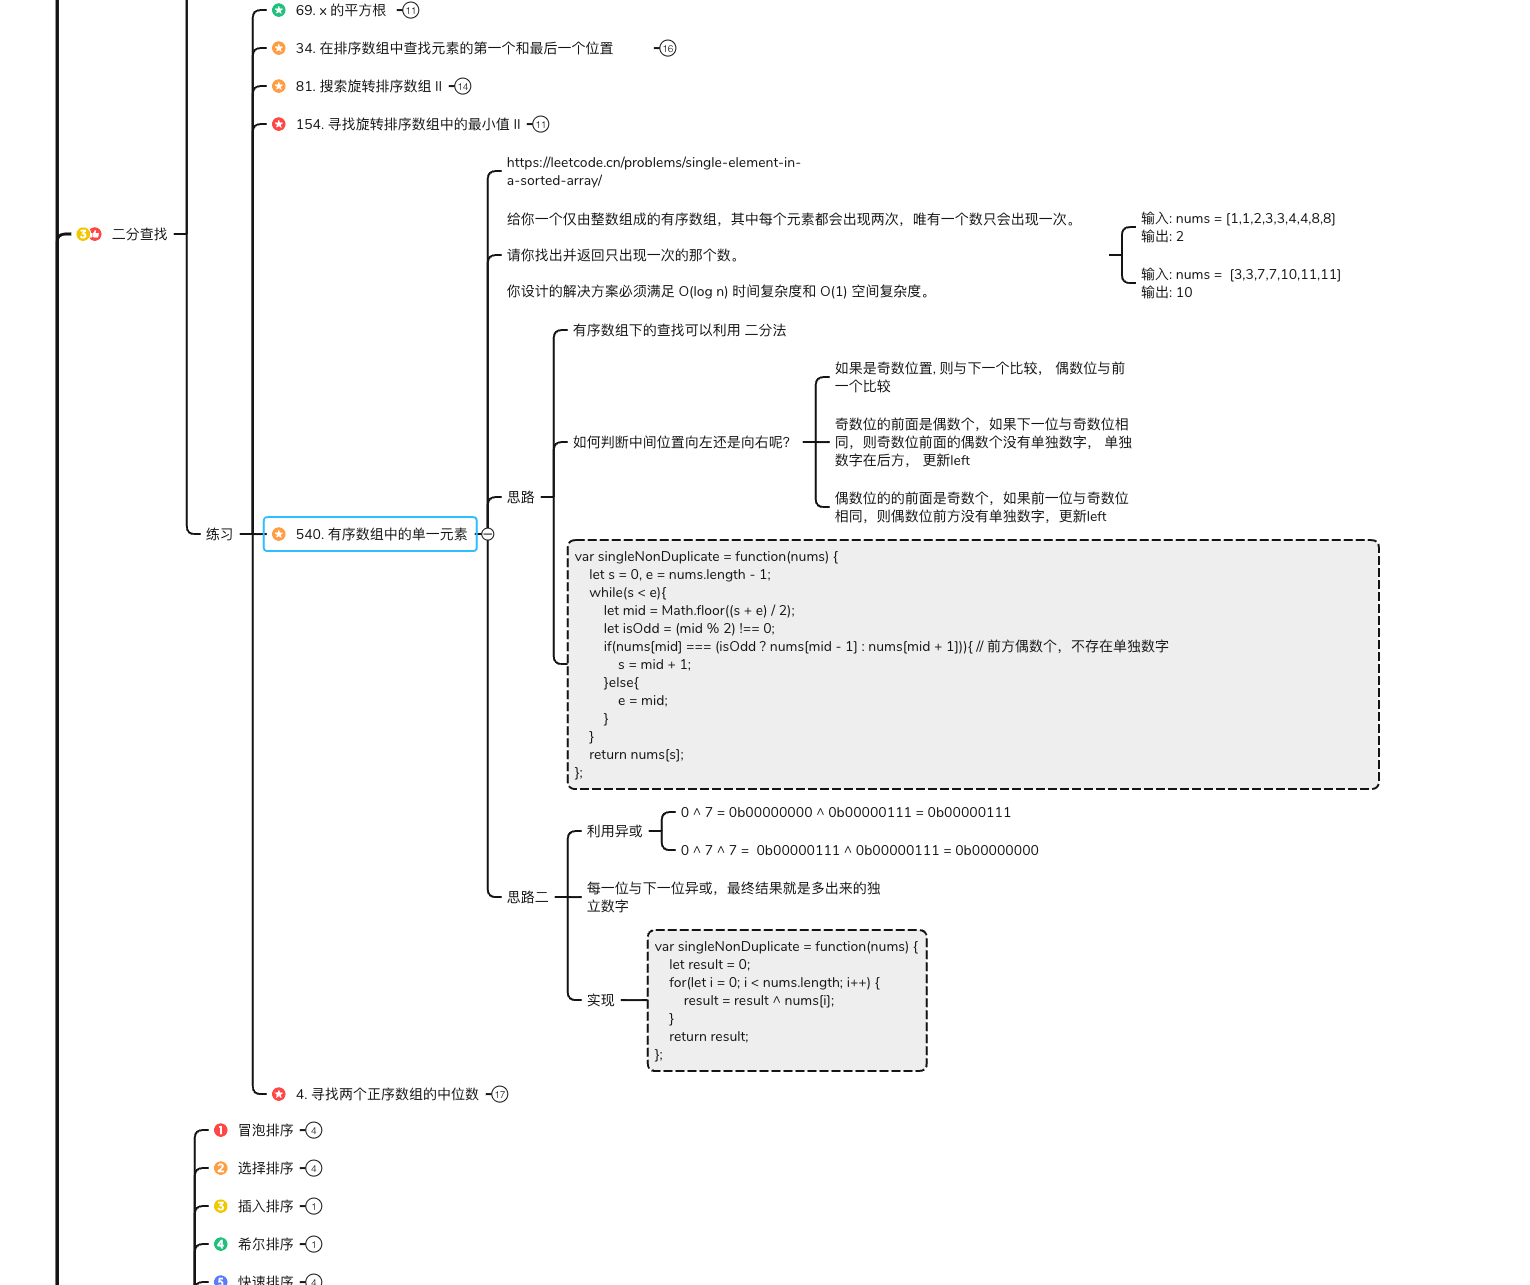 69. x 的平方根 11
34. 在排序数组中查找元素的第一个和最后一个位置 16
81. 搜索旋转排序数组 II 14
154. 寻找旋转排序数组中的最小值 II 11
3 二分查找
练习
540. 有序数组中的单一元素
https://leetcode.cn/problems/single-element-in-
a-sorted-array/
给你一个仅由整数组成的有序数组，其中每个元素都会出现两次，唯有一个数只会出现一次。
请你找出并返回只出现一次的那个数。
你设计的解决方案必须满足 O(log n) 时间复杂度和 O(1) 空间复杂度。
输入: nums = [1,1,2,3,3,4,4,8,8]
输出: 2
输入: nums =  [3,3,7,7,10,11,11]
输出: 10
思路
有序数组下的查找可以利用 二分法
如何判断中间位置向左还是向右呢？
如果是奇数位置, 则与下一个比较， 偶数位与前
一个比较
奇数位的前面是偶数个，如果下一位与奇数位相
同，则奇数位前面的偶数个没有单独数字， 单独
数字在后方， 更新left
偶数位的的前面是奇数个，如果前一位与奇数位
相同，则偶数位前方没有单独数字，更新left
var singleNonDuplicate = function(nums) {
    let s = 0, e = nums.length - 1;
    while(s < e){
        let mid = Math.floor((s + e) / 2);
        let isOdd = (mid % 2) !== 0;
        if(nums[mid] === (isOdd ? nums[mid - 1] : nums[mid + 1])){ // 前方偶数个，不存在单独数字
            s = mid + 1;
        }else{
            e = mid;
        }
    }
    return nums[s];
};
思路二
利用异或
0 ^ 7 = 0b00000000 ^ 0b00000111 = 0b00000111
0 ^ 7 ^ 7 =  0b00000111 ^ 0b00000111 = 0b00000000
每一位与下一位异或，最终结果就是多出来的独
立数字
实现
var singleNonDuplicate = function(nums) {
    let result = 0;
    for(let i = 0; i < nums.length; i++) {
        result = result ^ nums[i];
    }
    return result;
};
4. 寻找两个正序数组的中位数 17
1 冒泡排序 4
2 选择排序 4
3 插入排序 1
4 希尔排序 1
5 快速排序 4